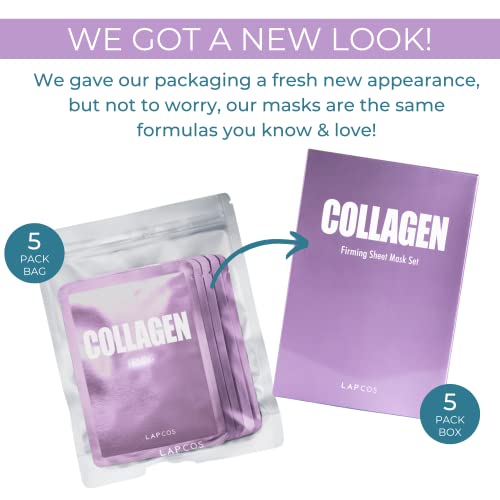 WE GOT A NEW LOOK!
We gave our packaging a fresh new appearance,
but not to worry, our masks are the same
formulas you know & love!
5
PACK
BAG
COLLAGEN
LAPCOS
LAPCOS
COLLAGEN
Firming Sheet Mask Set
LAPCOS
5
PACK
BOX